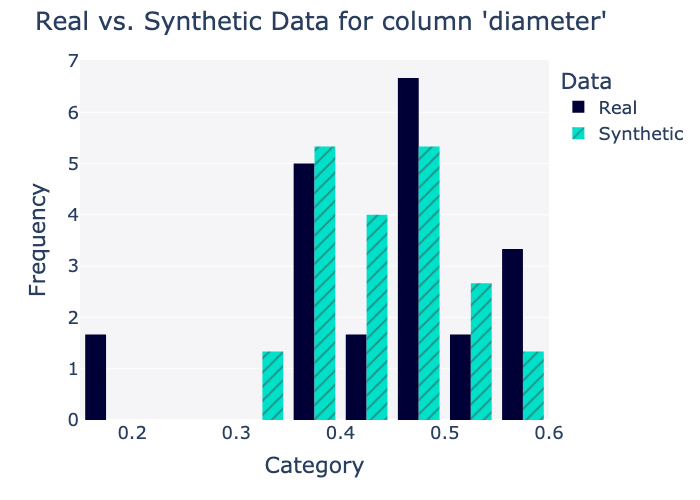 Real vs. Synthetic Data for column 'diameter'
7
6
5
4
3
2
1
0
Frequency
0.2 0.3 0.4 0.5 0.6
Category
Data
Real
Synthetic